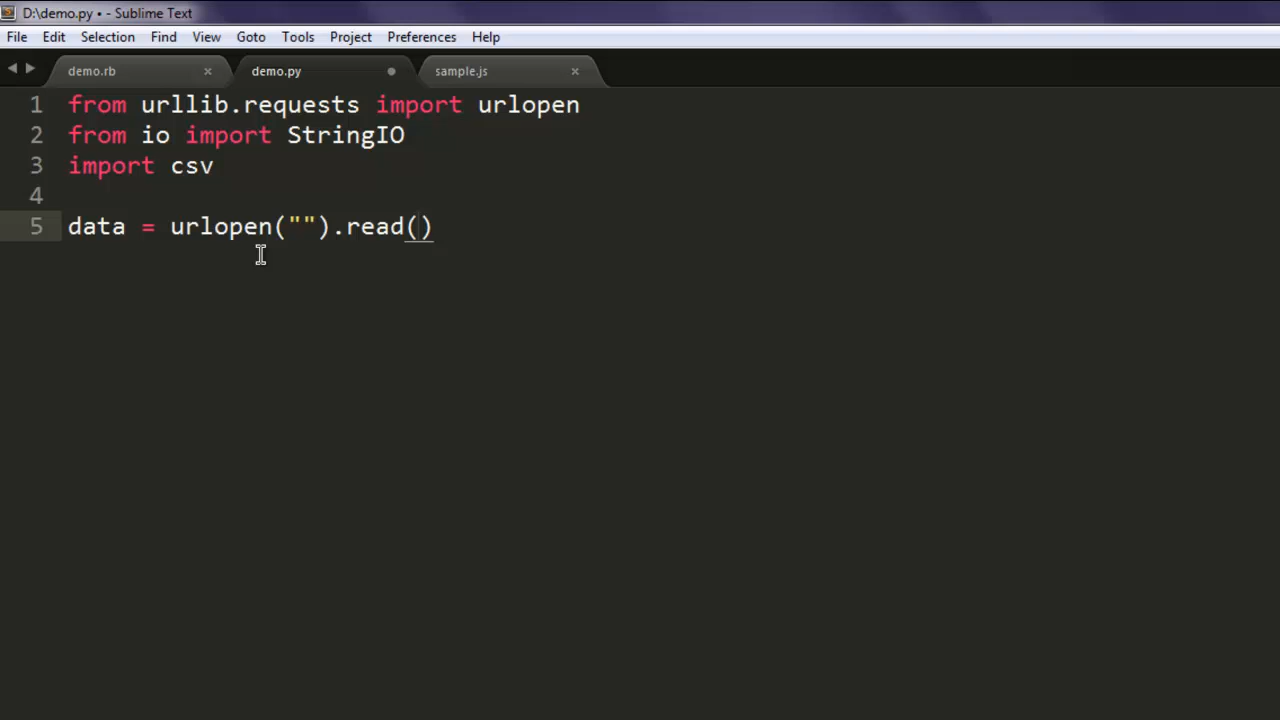 D:\demo.py • - Sublime Text
File Edit Selection Find View Goto Tools Project Preferences Help
demo.rb × demo.py sample.js ×
1 from urllib.requests import urlopen
2 from io import StringIO
3 import csv
4
5 data = urlopen("").read()